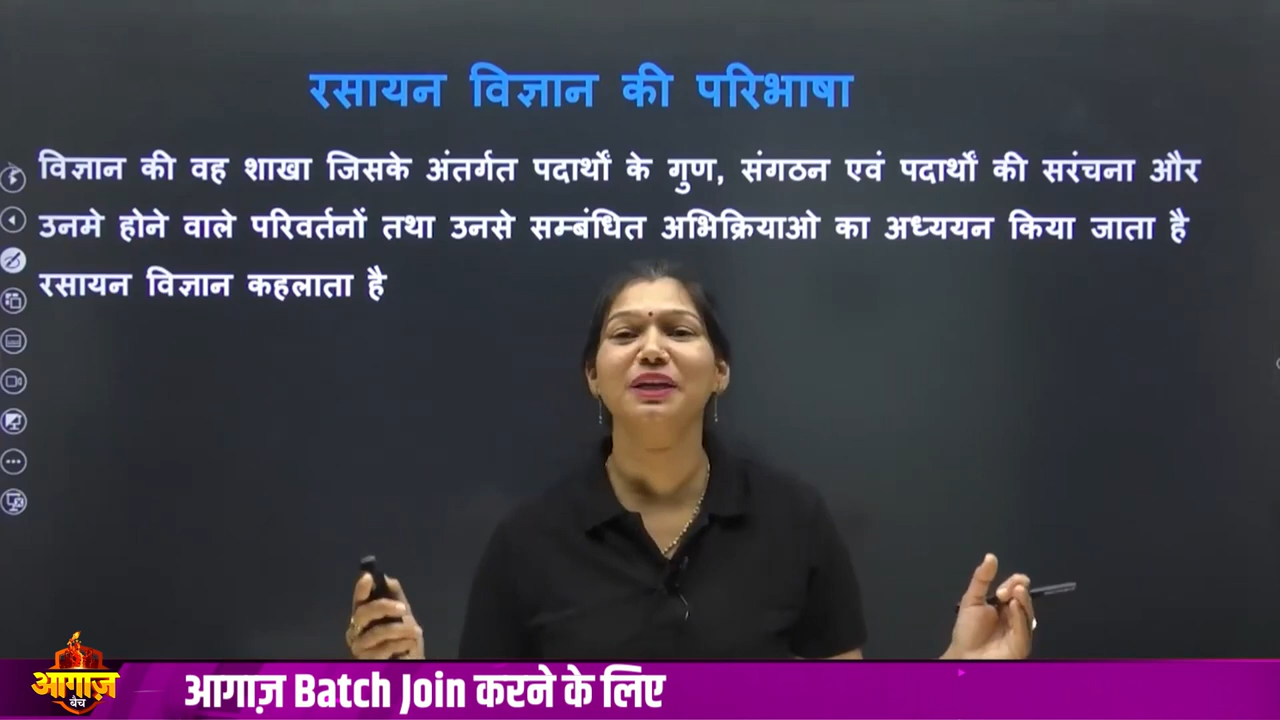 रसायन विज्ञान की परिभाषा
विज्ञान की वह शाखा जिसके अंतर्गत पदार्थों के गुण, संगठन एवं पदार्थों की सरंचना और
उनमे होने वाले परिवर्तनों तथा उनसे सम्बंधित अभिक्रियाओ का अध्ययन किया जाता है
रसायन विज्ञान कहलाता है
आगाज़
बैच
आगाज़ Batch Join करने के लिए